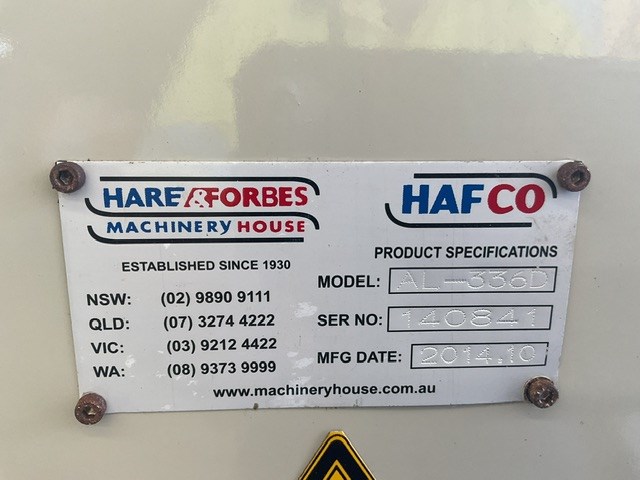 HARE & FORBES
MACHINERY HOUSE
ESTABLISHED SINCE 1930
NSW: (02) 9890 9111
QLD: (07) 3274 4222
VIC: (03) 9212 4422
WA: (08) 9373 9999
HAFCO
PRODUCT SPECIFICATIONS
MODEL: AL-336D
SER NO: 140841
MFG DATE: 2014.10
www.machineryhouse.com.au